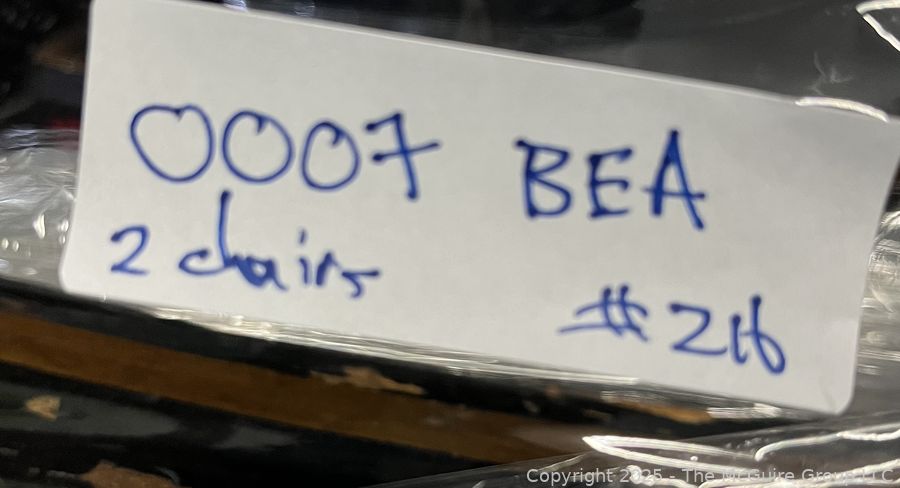 0007 BEA
2 chairs
#216
Copyright 2025 - The McGuire Group LLC